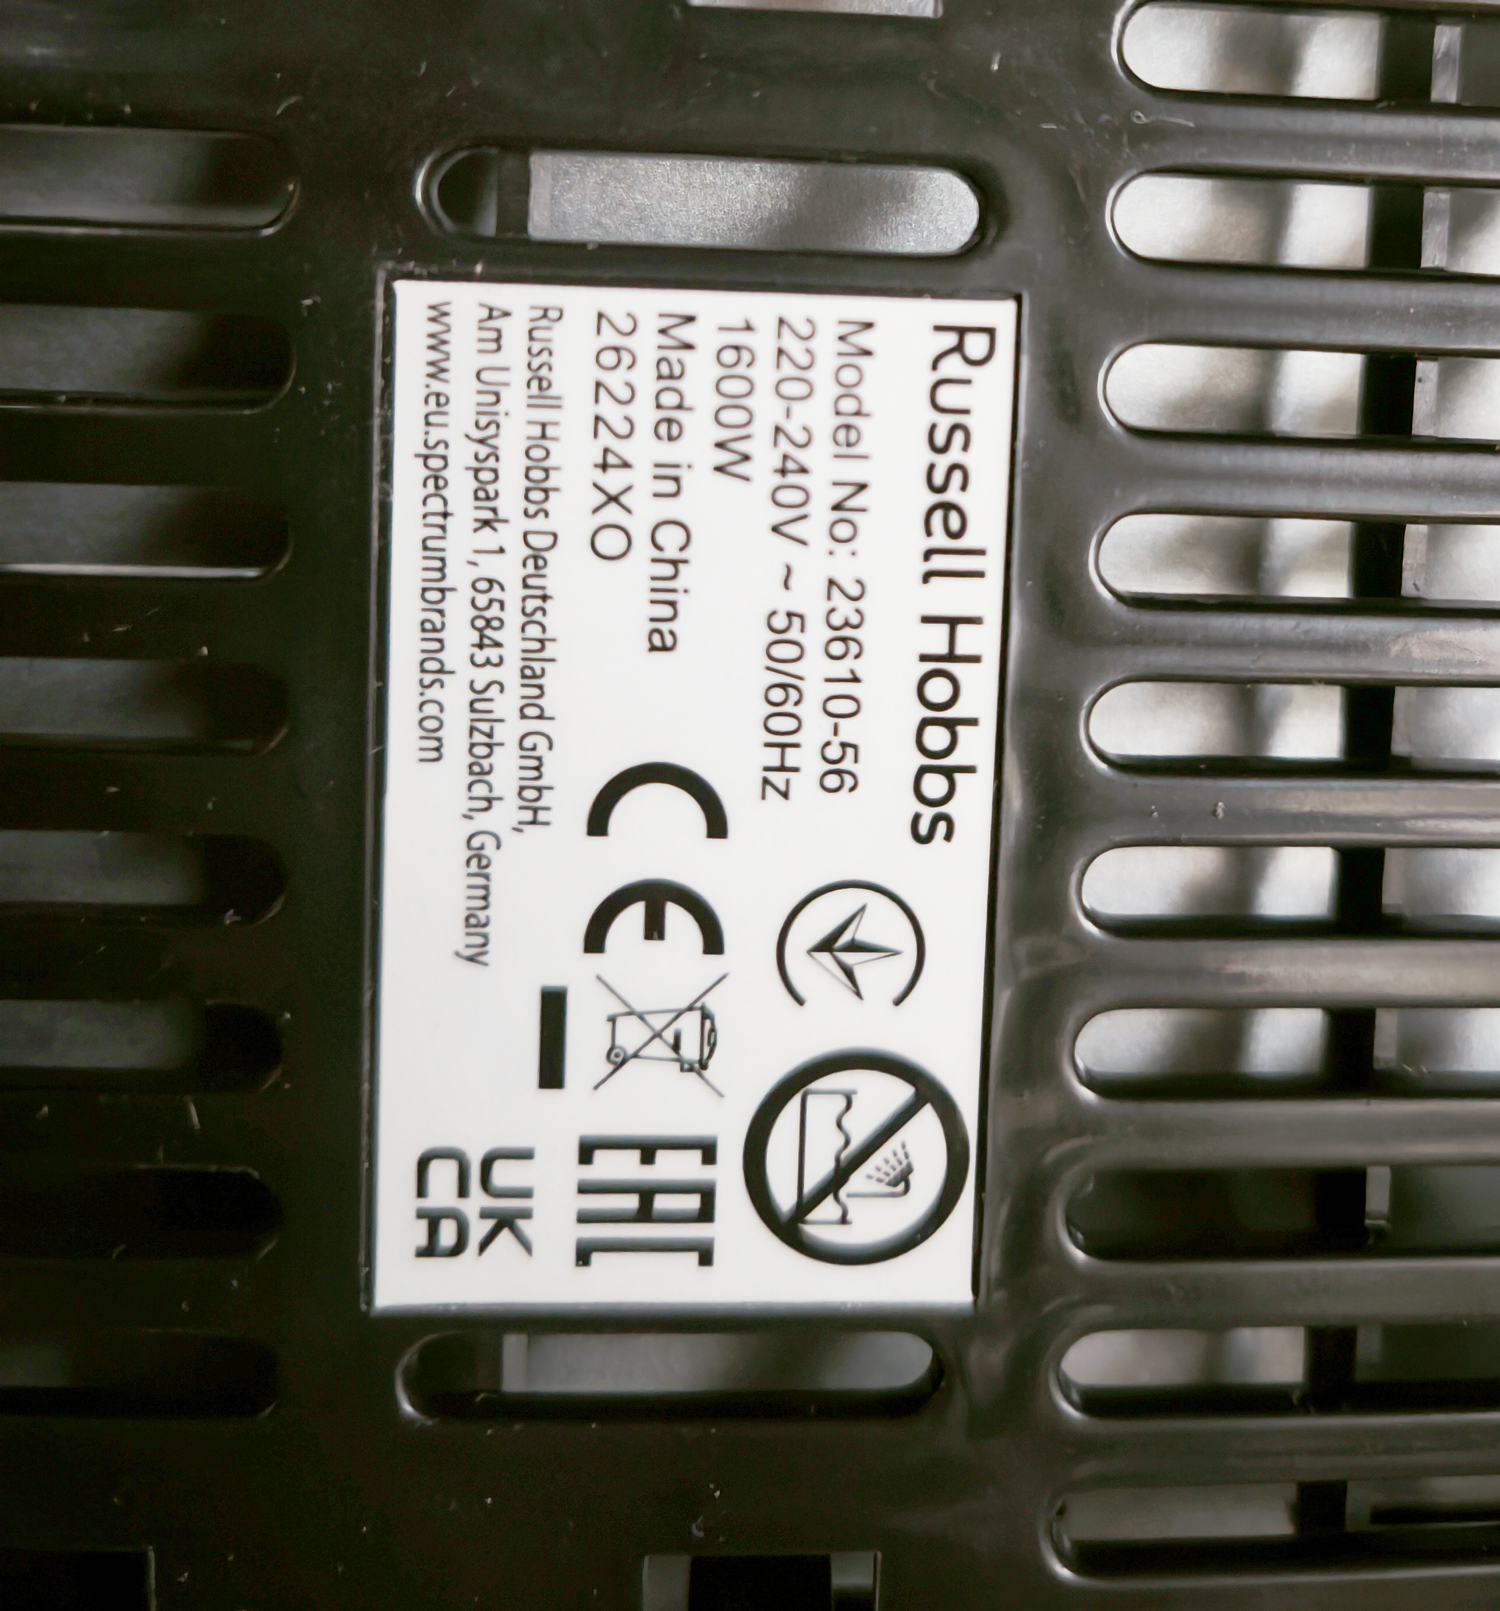 Russell Hobbs
Model No: 23610-56
220-240V ~ 50/60Hz
1600W
Made in China
26224XO
Russell Hobbs Deutschland GmbH,
Am Unisyspark 1, 65843 Sulzbach, Germany
www.eu.spectrumbrands.com
CE
EAC
UK
CA